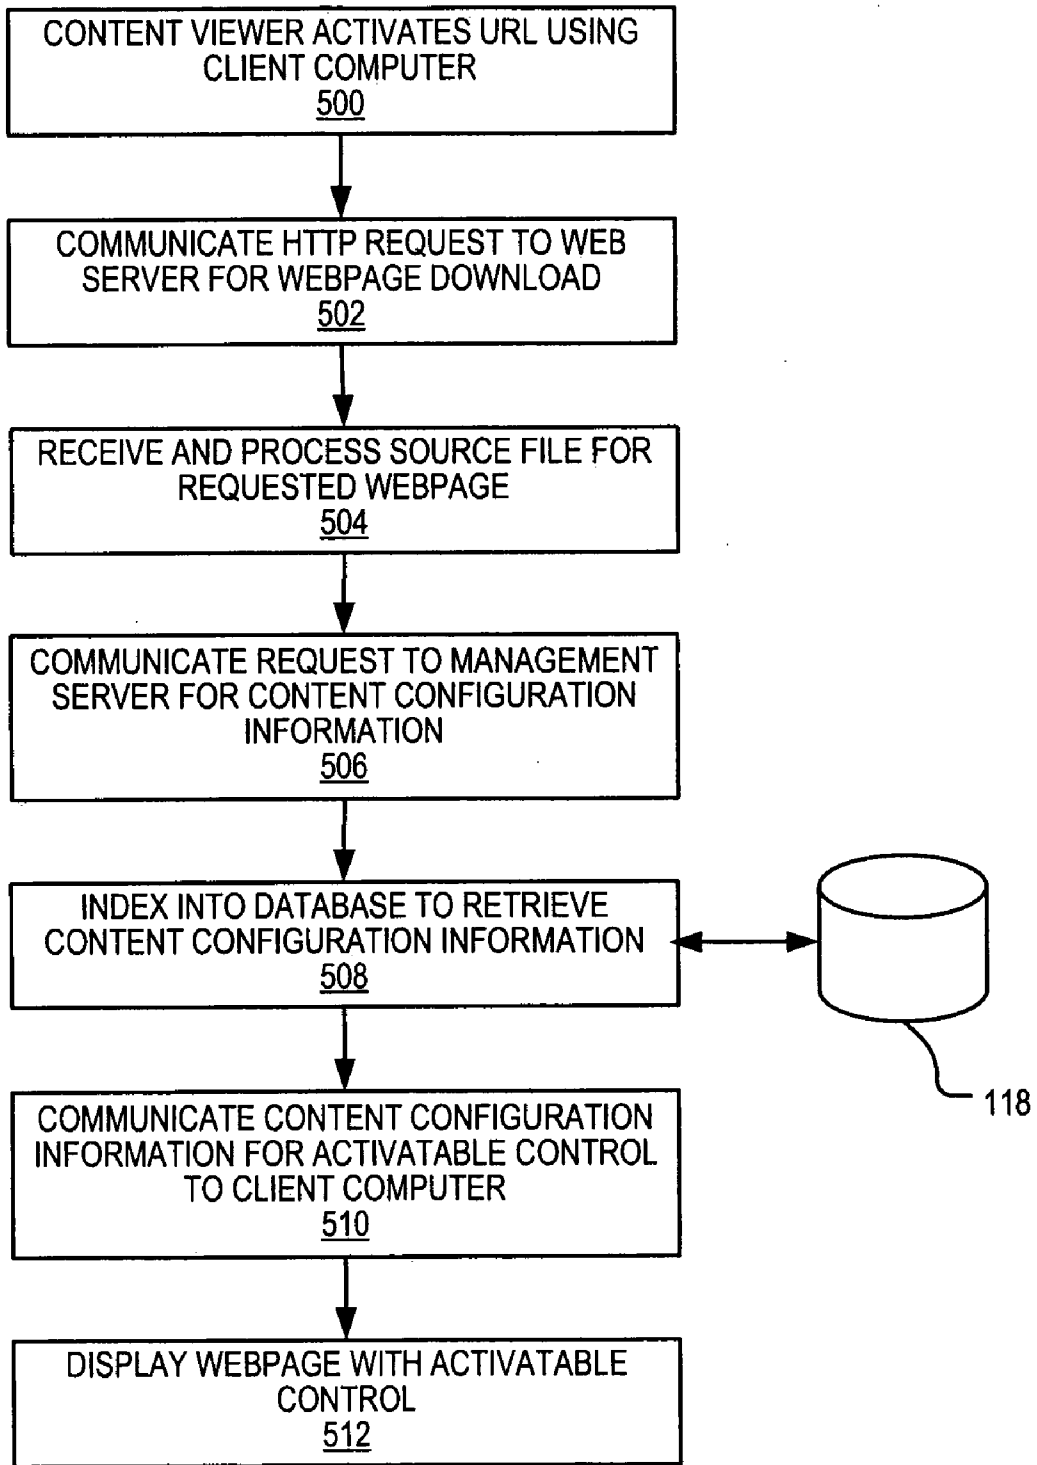 CONTENT VIEWER ACTIVATES URL USING
CLIENT COMPUTER
500
COMMUNICATE HTTP REQUEST TO WEB
SERVER FOR WEBPAGE DOWNLOAD
502
RECEIVE AND PROCESS SOURCE FILE FOR
REQUESTED WEBPAGE
504
COMMUNICATE REQUEST TO MANAGEMENT
SERVER FOR CONTENT CONFIGURATION
INFORMATION
506
INDEX INTO DATABASE TO RETRIEVE
CONTENT CONFIGURATION INFORMATION
508
118
COMMUNICATE CONTENT CONFIGURATION
INFORMATION FOR ACTIVATABLE CONTROL
TO CLIENT COMPUTER
510
DISPLAY WEBPAGE WITH ACTIVATABLE
CONTROL
512